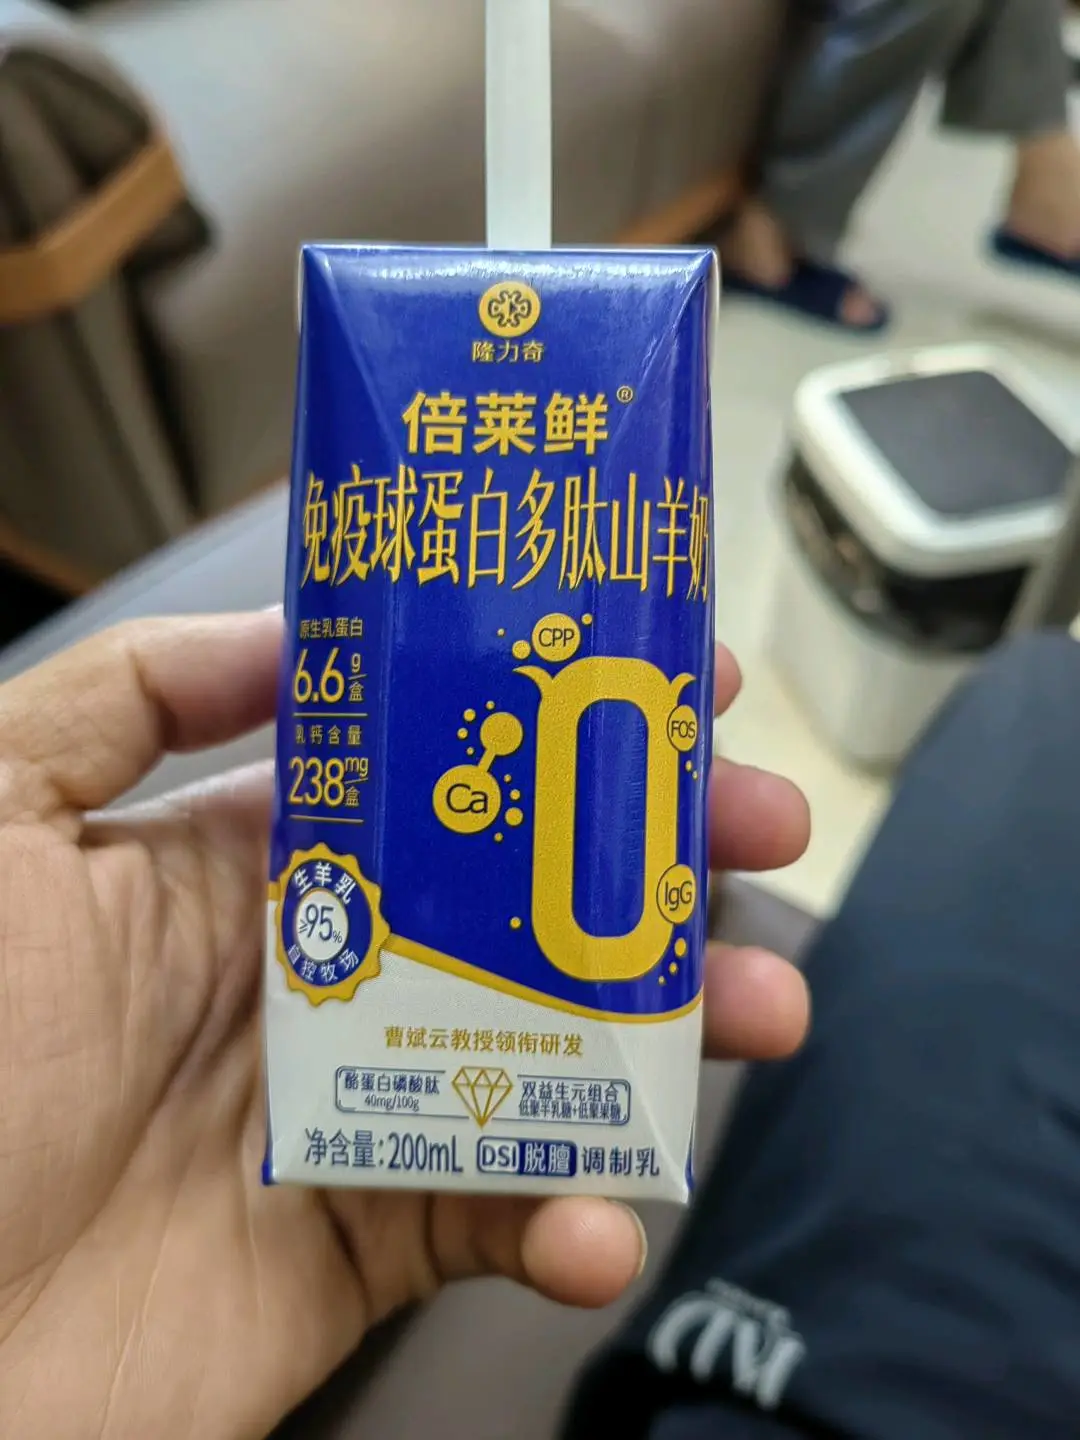 隆力奇
倍莱鲜®
免疫球蛋白多肽山羊奶
原生乳蛋白
6.6g/盒
乳钙含量
238mg/盒
CPP
FOS
Ca
IgG
生羊乳
≥95%
自控牧场
曹斌云教授领衔研发
酪蛋白磷酸肽
40mg/100g
双益生元组合
低聚半乳糖+低聚果糖
净含量:200mL DSI脱膻 调制乳